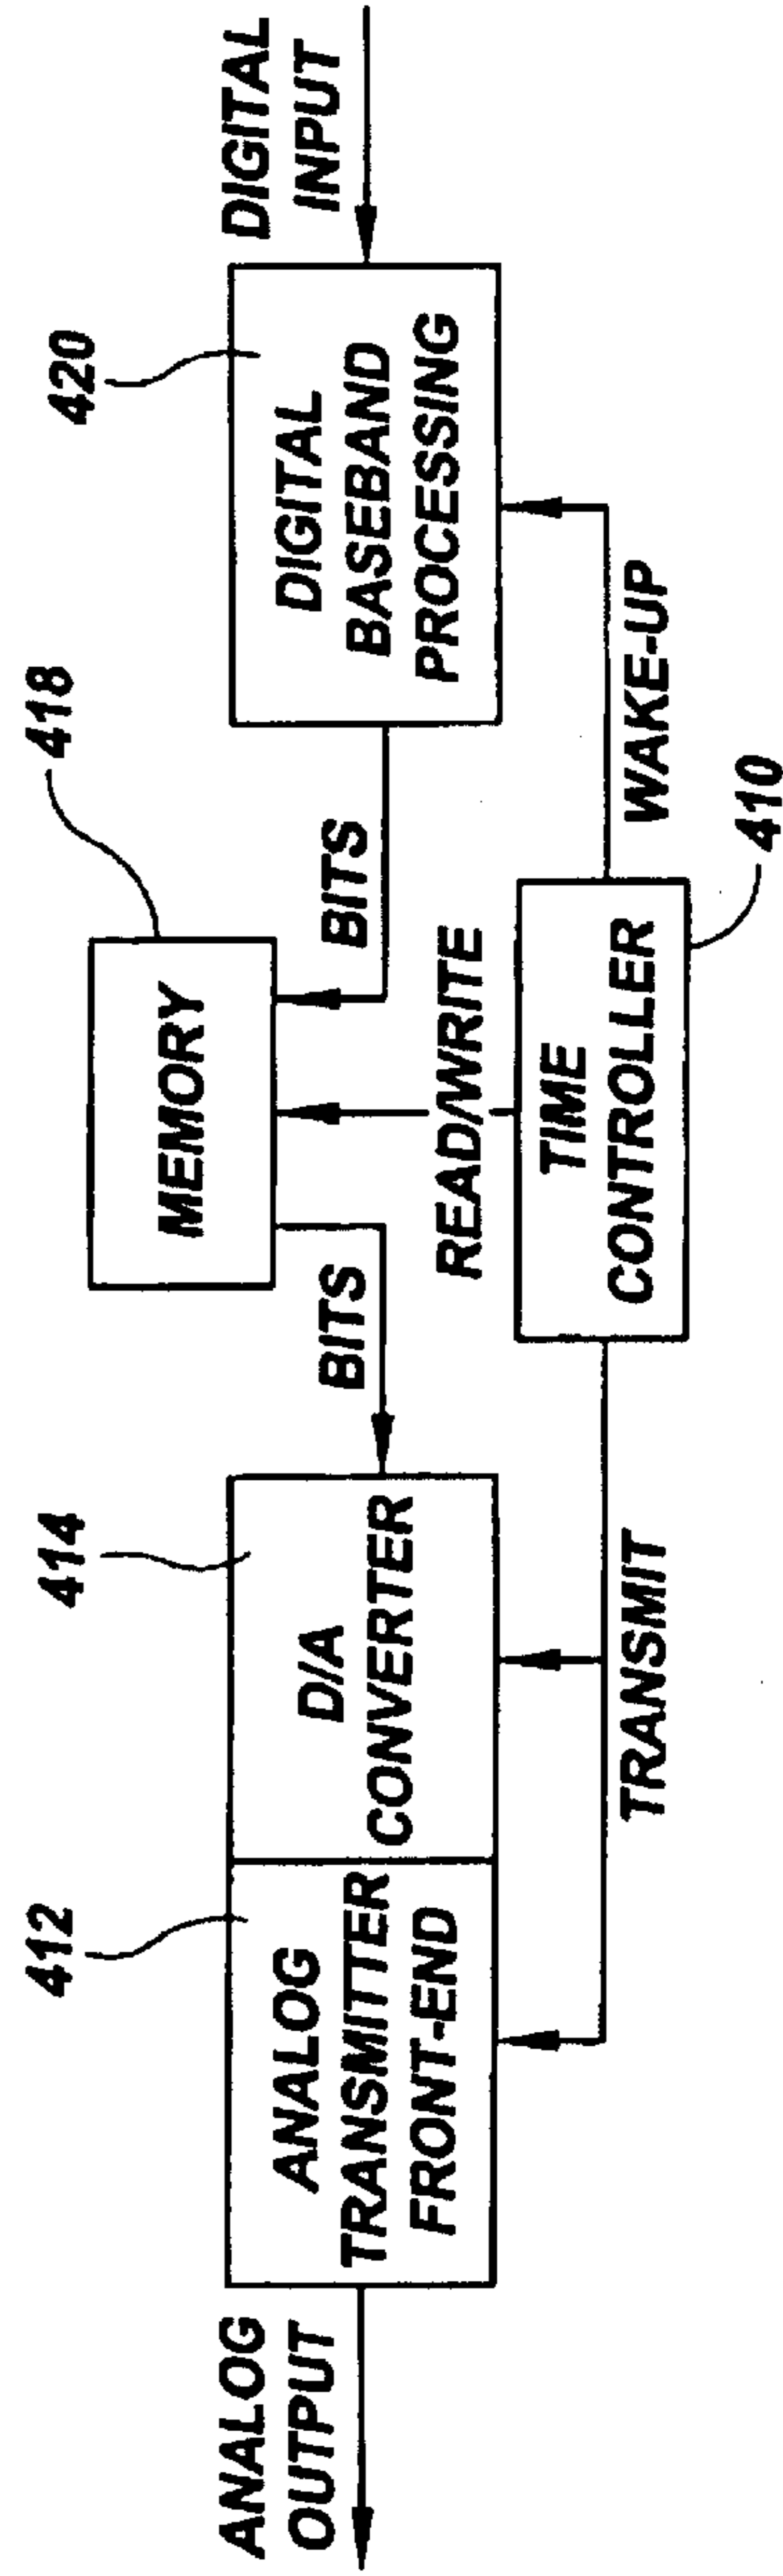 418
420
MEMORY
414
412
DIGITAL
INPUT
ANALOG
OUTPUT
ANALOG
TRANSMITTER
FRONT-END
D/A
CONVERTER
BITS
BITS
DIGITAL
BASEBAND
PROCESSING
READ/WRITE
TIME
CONTROLLER
TRANSMIT
WAKE-UP
410